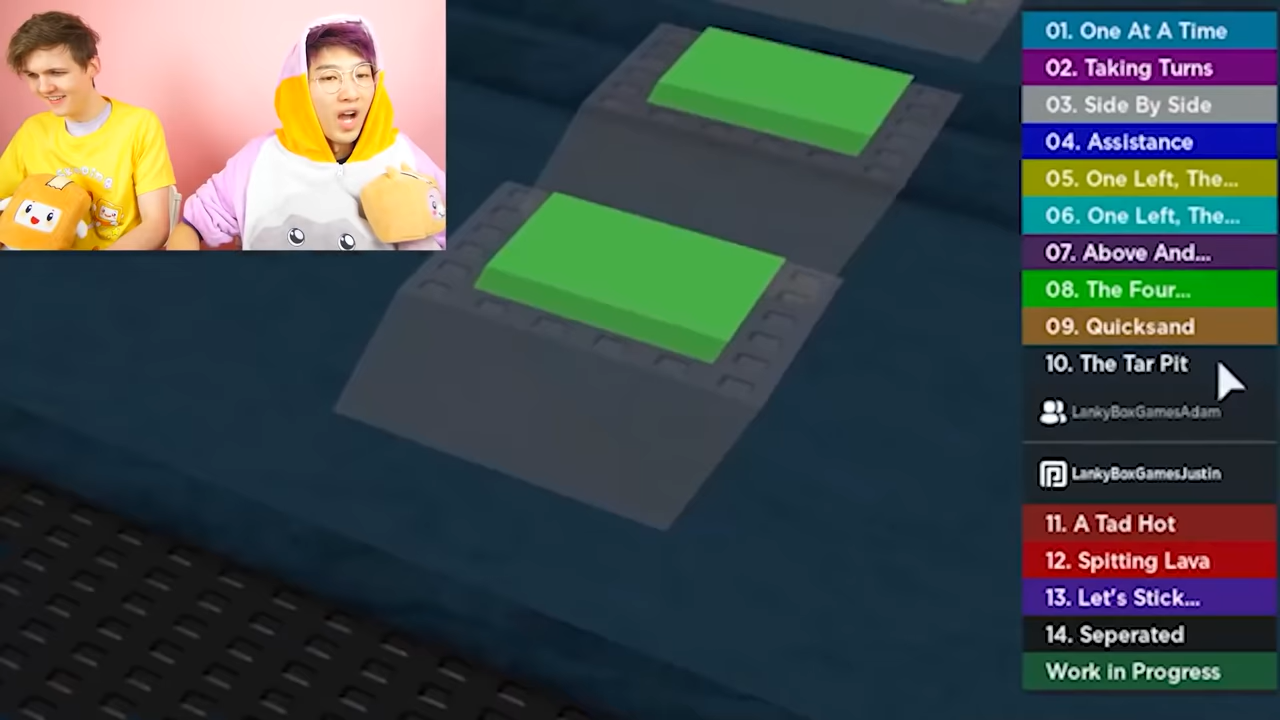 01. One At A Time
02. Taking Turns
03. Side By Side
04. Assistance
05. One Left, The...
06. One Left, The...
07. Above And...
08. The Four...
09. Quicksand
10. The Tar Pit
LankyBoxGamesAdam
LankyBoxGamesJustin
11. A Tad Hot
12. Spitting Lava
13. Let's Stick...
14. Seperated
Work in Progress